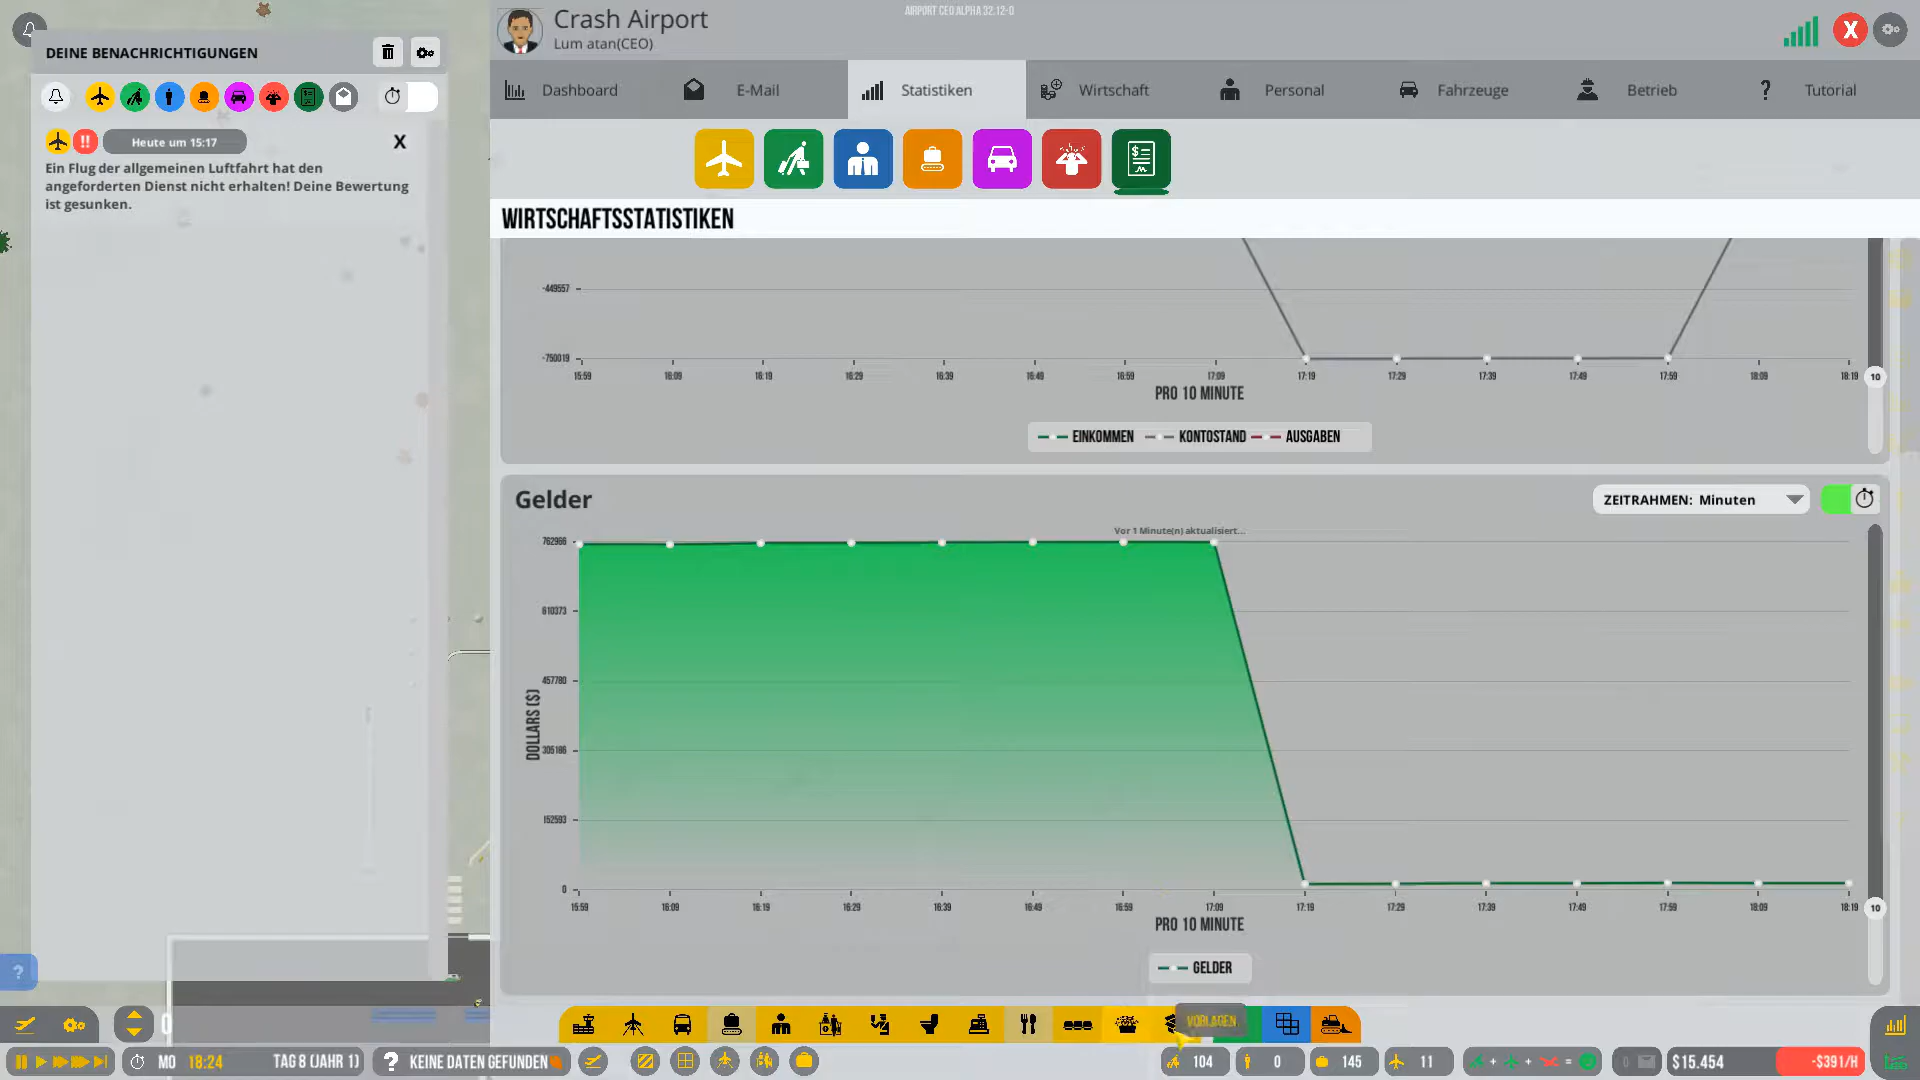 AIRPORT CEO ALPHA 32.12-0
DEINE BENACHRICHTIGUNGEN
Heute um 15:17
X
Ein Flug der allgemeinen Luftfahrt hat den
angeforderten Dienst nicht erhalten! Deine Bewertung
ist gesunken.
Crash Airport
Lum atan(CEO)
X
Dashboard
E-Mail
Statistiken
Wirtschaft
Personal
Fahrzeuge
Betrieb
? Tutorial
WIRTSCHAFTSSTATISTIKEN
-449557
-750019
15:59 16:09 16:19 16:29 16:39 16:49 16:59 17:09 17:19 17:29 17:39 17:49 17:59 18:09 18:19
10
PRO 10 MINUTE
EINKOMMEN KONTOSTAND AUSGABEN
Gelder
ZEITRAHMEN: Minuten
Vor 1 Minute(n) aktualisiert...
762966
610373
457780
305186
152593
0
DOLLARS ($)
15:59 16:09 16:19 16:29 16:39 16:49 16:59 17:09 17:19 17:29 17:39 17:49 17:59 18:09 18:19
10
PRO 10 MINUTE
GELDER
?
VORLAGEN
MO 18:24 TAG 8 (JAHR 1)
? KEINE DATEN GEFUNDEN
104
0
145
11
+ + =
0
$15.454
-$391/H